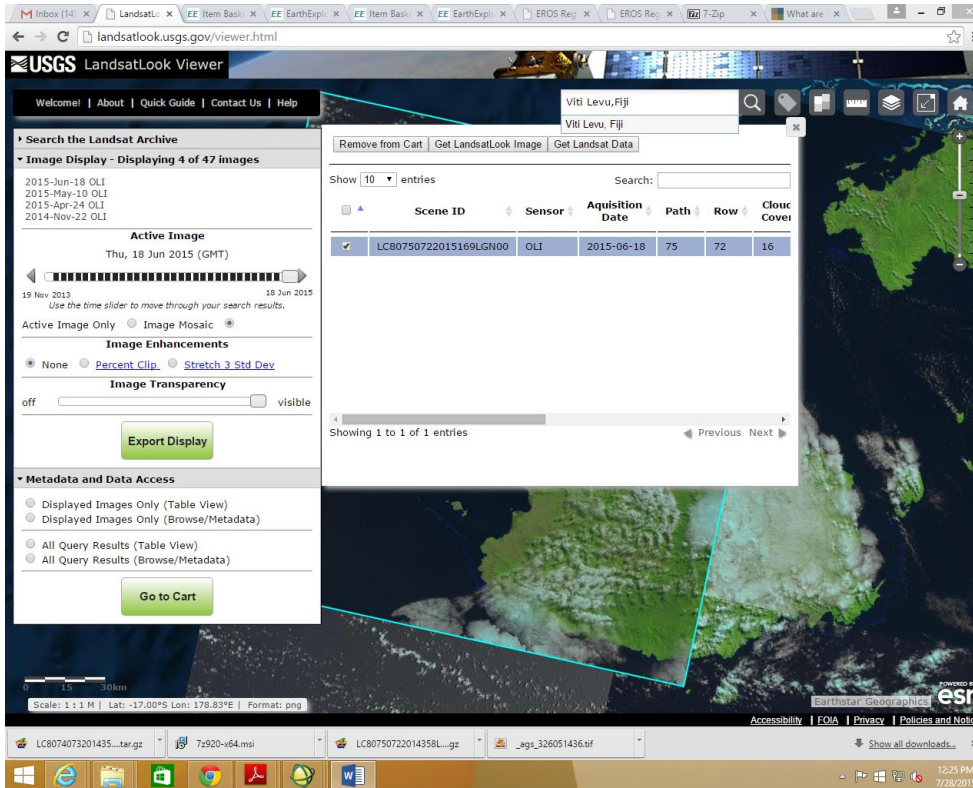 Inbox (14)
LandsatLo
Item Bask
EarthExplo
Item Bask
EarthExplo
EROS Reg
EROS Reg
7-Zip
What are
landsatlook.usgs.gov/viewer.html
USGS LandsatLook Viewer
Welcome! | About | Quick Guide | Contact Us | Help
Viti Levu,Fiji
Viti Levu, Fiji
Search the Landsat Archive
Image Display - Displaying 4 of 47 images
2015-Jun-18 OLI
2015-May-10 OLI
2015-Apr-24 OLI
2014-Nov-22 OLI
Active Image
Thu, 18 Jun 2015 (GMT)
19 Nov 2013 18 Jun 2015
Use the time slider to move through your search results.
Active Image Only Image Mosaic
Image Enhancements
None Percent Clip Stretch 3 Std Dev
Image Transparency
off visible
Export Display
Metadata and Data Access
Displayed Images Only (Table View)
Displayed Images Only (Browse/Metadata)
All Query Results (Table View)
All Query Results (Browse/Metadata)
Go to Cart
Remove from Cart Get LandsatLook Image Get Landsat Data
Show 10 entries Search:
Scene ID Sensor Aquisition Date Path Row Cloud Cover
LC80750722015169LGN00 OLI 2015-06-18 75 72 16
Showing 1 to 1 of 1 entries Previous Next
0 15 30km
Scale: 1 : 1 M | Lat: -17.00°S Lon: 178.83°E | Format: png
Earthstar Geographics
POWERED BY
esri
Accessibility | FOIA | Privacy | Policies and Notic
LC8074073201435....tar.gz
7z920-x64.msi
LC80750722014358L....gz
_ags_326051436.tif
Show all downloads...
12:25 PM
7/28/201